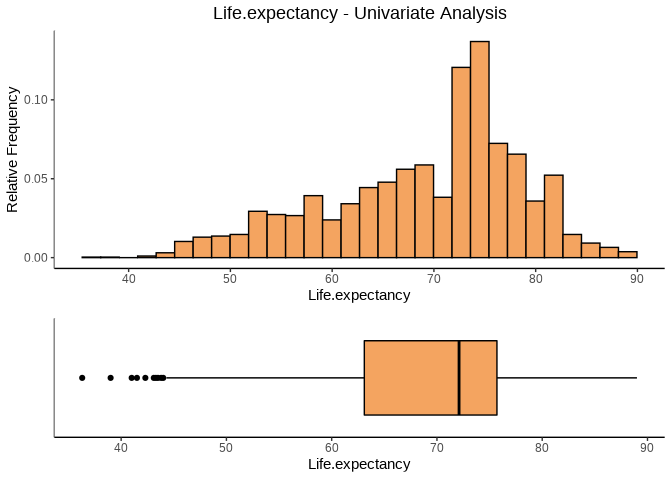 Life.expectancy - Univariate Analysis
Relative Frequency
0.10
0.05
0.00
40 50 60 70 80 90
Life.expectancy
40 50 60 70 80 90
Life.expectancy